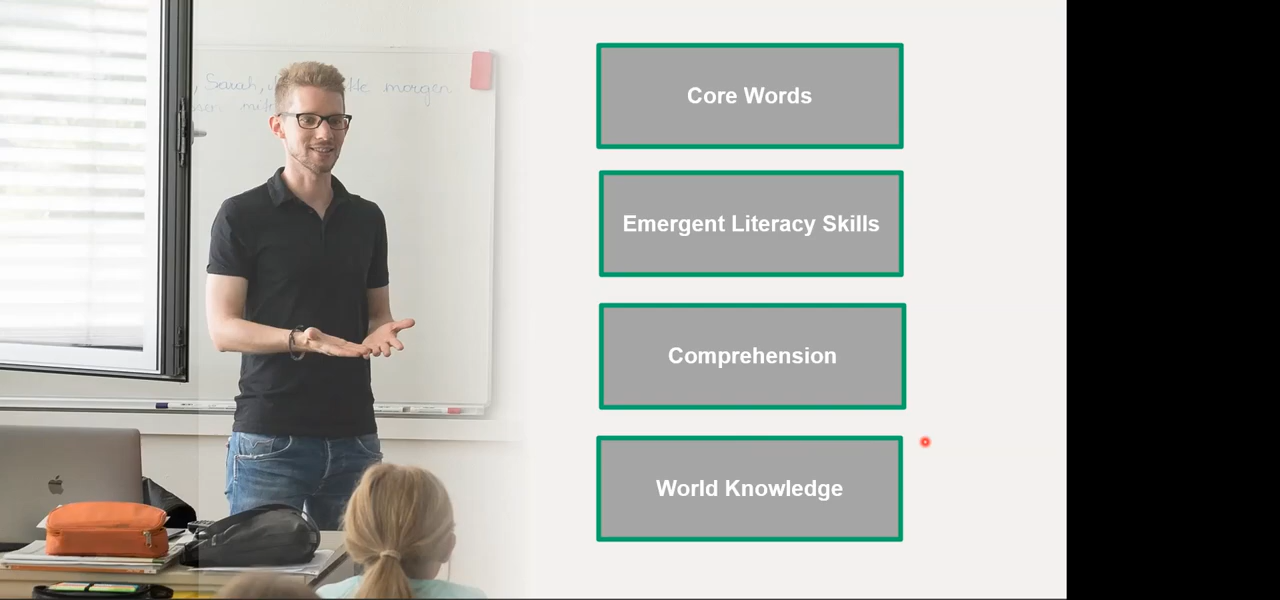 , Sarah, morgen
Core Words
Emergent Literacy Skills
Comprehension
World Knowledge